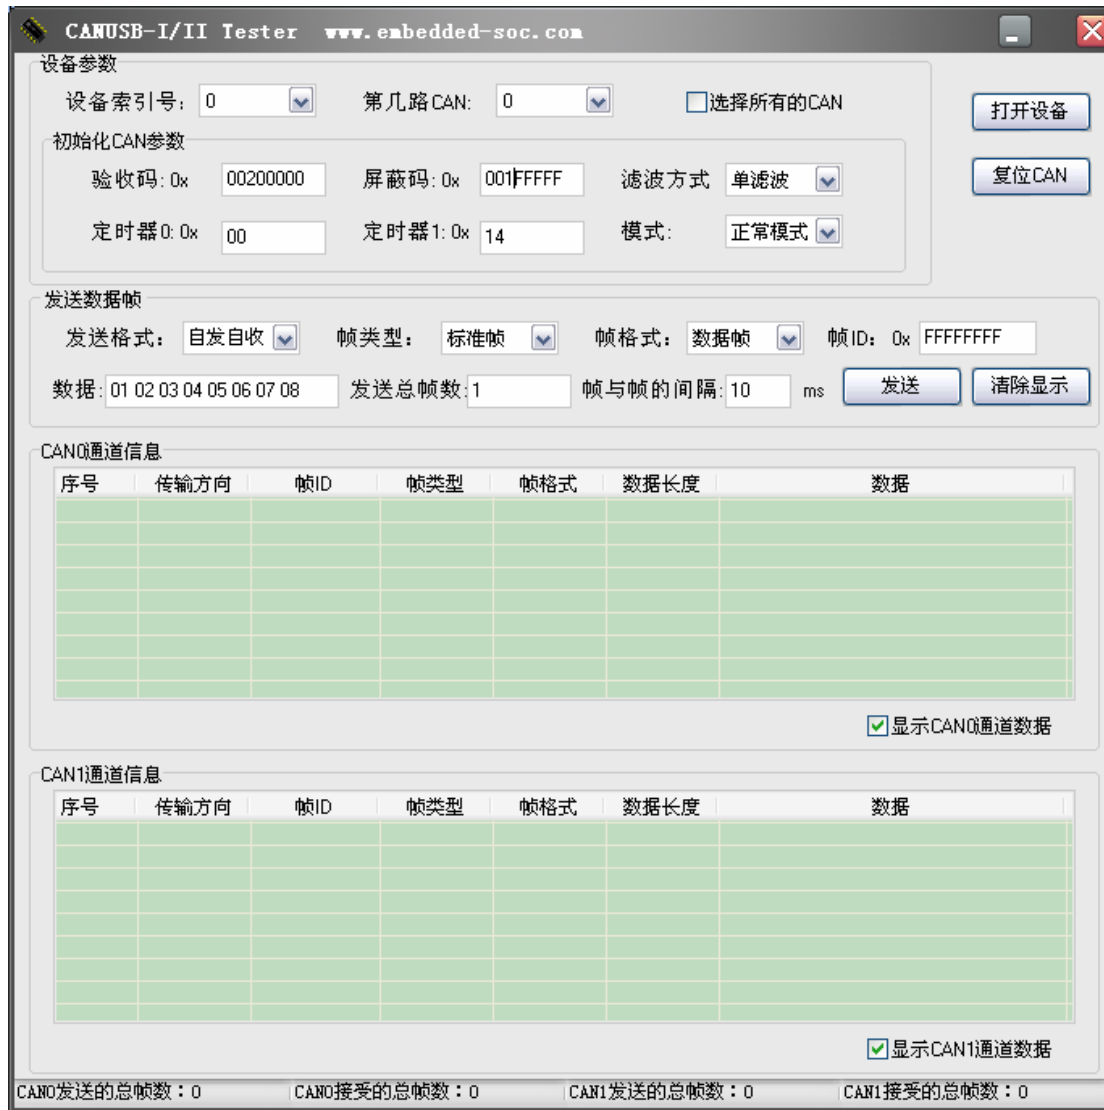 CANUSB-I/II Tester www.embedded-soc.com
设备参数
设备索引号: 0 第几路CAN: 0 选择所有的CAN 打开设备
初始化CAN参数
验收码: 0x 00200000 屏蔽码: 0x 001FFFFF 滤波方式 单滤波 复位CAN
定时器0: 0x 00 定时器1: 0x 14 模式: 正常模式
发送数据帧
发送格式: 自发自收 帧类型: 标准帧 帧格式: 数据帧 帧ID: 0x FFFFFFFF
数据: 01 02 03 04 05 06 07 08 发送总帧数: 1 帧与帧的间隔: 10 ms 发送 清除显示
CAN0通道信息
序号 传输方向 帧ID 帧类型 帧格式 数据长度 数据
显示CAN0通道数据
CAN1通道信息
序号 传输方向 帧ID 帧类型 帧格式 数据长度 数据
显示CAN1通道数据
CAN0发送的总帧数:0 CAN0接受的总帧数:0 CAN1发送的总帧数:0 CAN1接受的总帧数:0